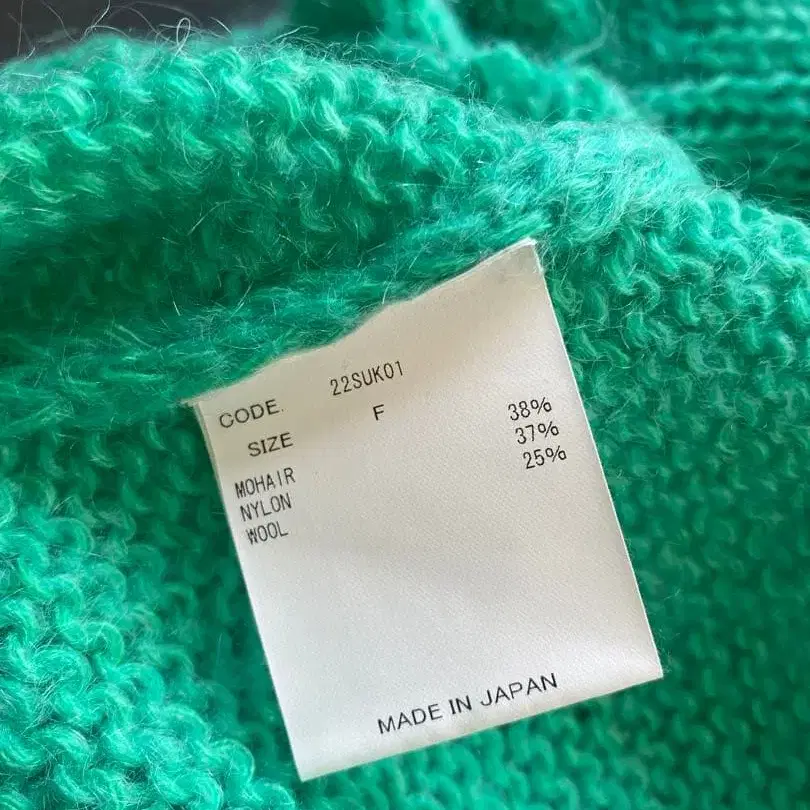 CODE. 22SUK01
SIZE F
MOHAIR 38%
NYLON 37%
WOOL 25%
MADE IN JAPAN